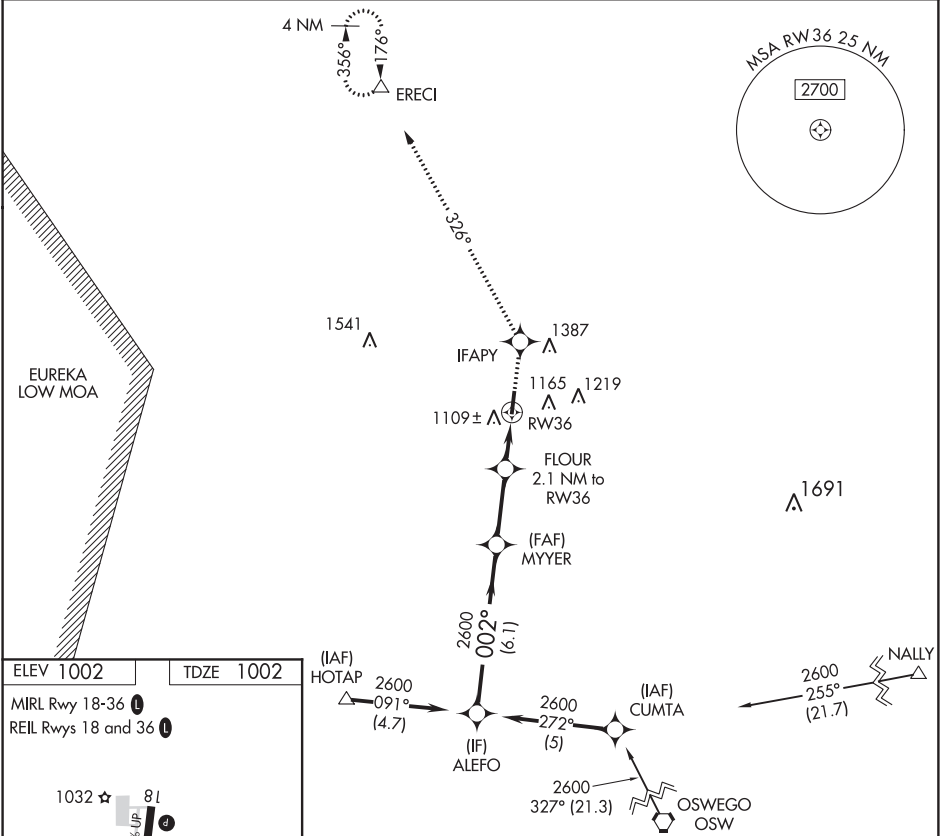 4 NM
356°
176°
ERECI
MSA RW36 25 NM
2700
326°
1541
IFAPY
1387
EUREKA
LOW MOA
1165
1219
1109±
RW36
FLOUR
2.1 NM to
RW36
1691
(FAF)
MYYER
2600
002°
(6.1)
(IAF)
HOTAP
2600
091°
(4.7)
(IF)
ALEFO
2600
272°
(5)
(IAF)
CUMTA
2600
255°
(21.7)
NALLY
2600
327° (21.3)
OSWEGO
OSW
ELEV 1002
TDZE 1002
MIRL Rwy 18-36 L
REIL Rwys 18 and 36 L
1032
18
% UP
P